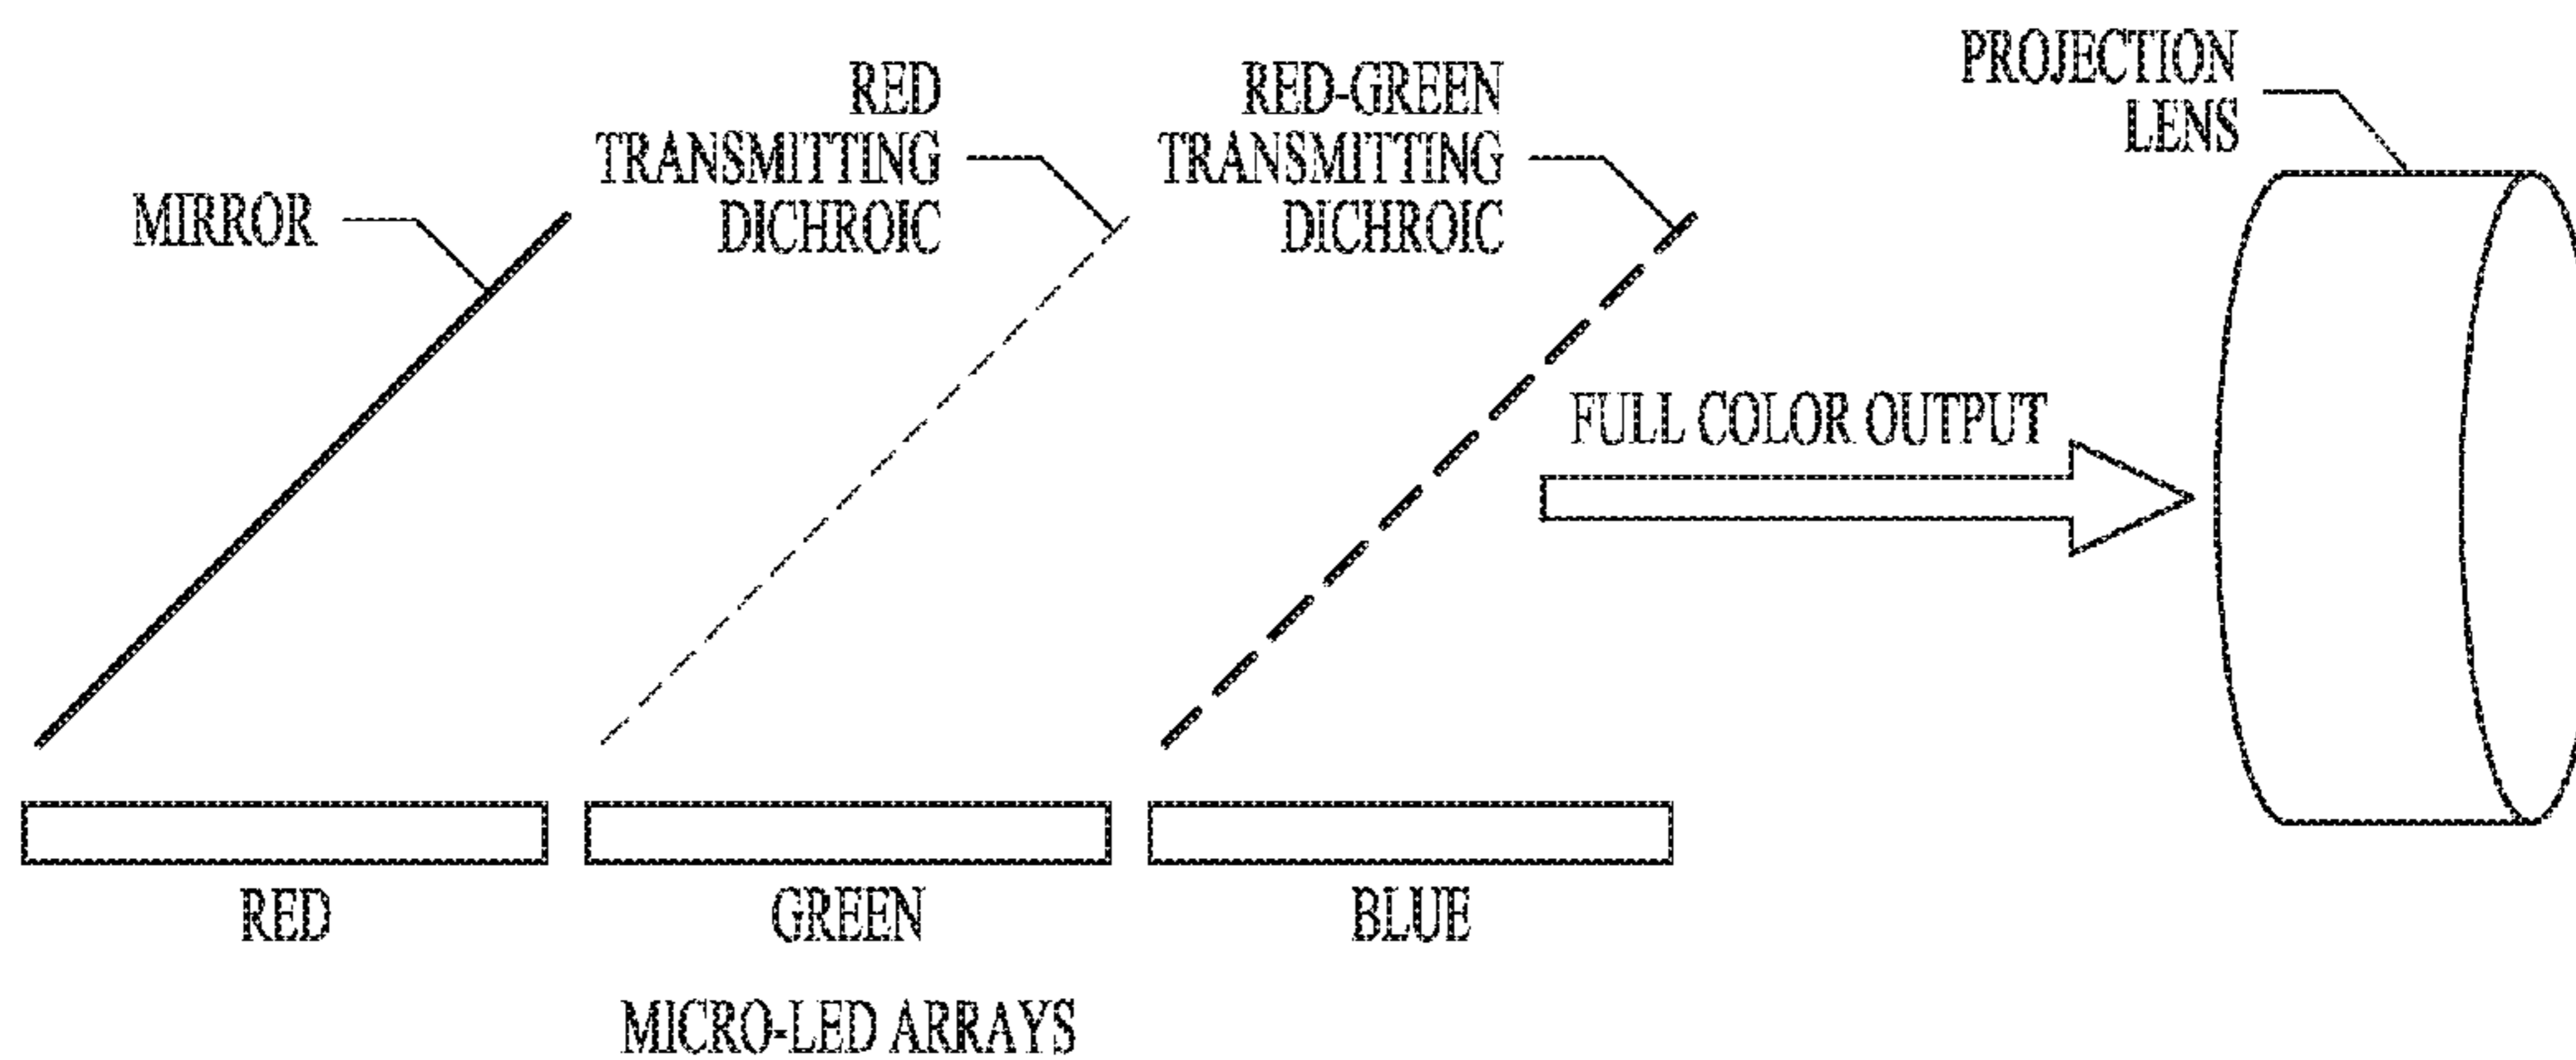 MIRROR
RED
TRANSMITTING
DICHROIC
RED-GREEN
TRANSMITTING
DICHROIC
PROJECTION
LENS
FULL COLOR OUTPUT
RED
GREEN
BLUE
MICRO-LED ARRAYS